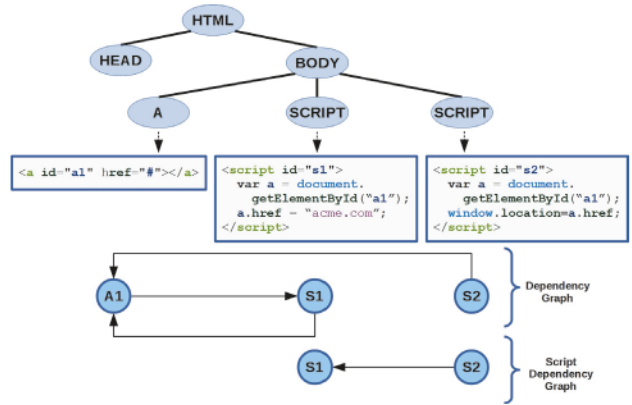 HTML
HEAD
BODY
A
SCRIPT
SCRIPT
<a id="a1" href="#"></a>
<script id="s1">
var a = document.
getElementById("a1");
a.href = "acme.com";
</script>
<script id="s2">
var a = document.
getElementById("a1");
window.location=a.href;
</script>
A1
S1
S2
Dependency
Graph
S1
S2
Script
Dependency
Graph